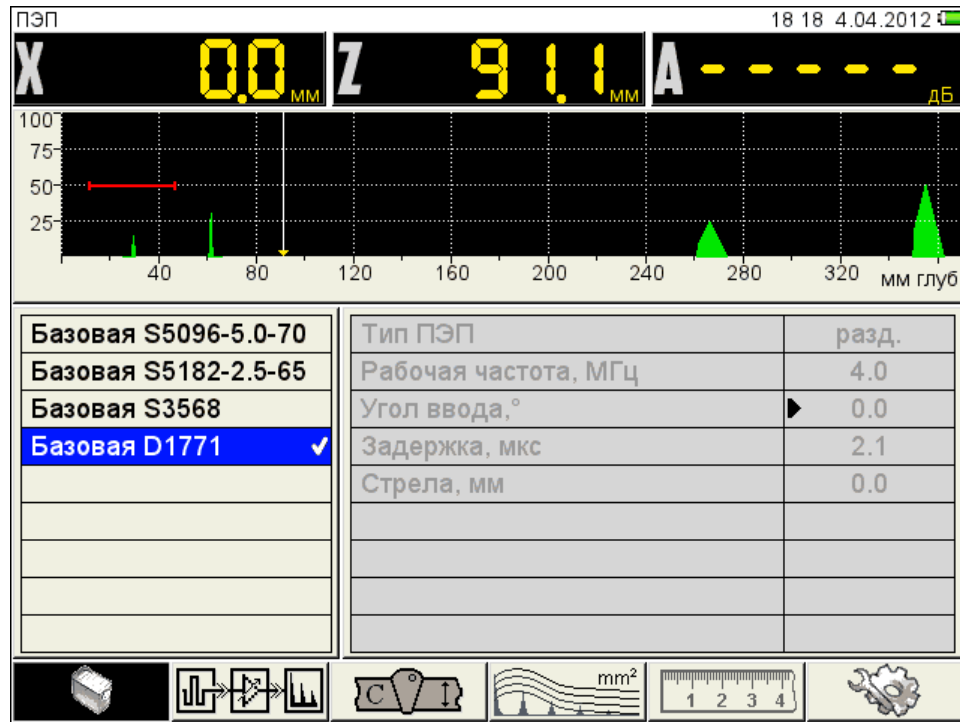 ПЭП 18 18 4.04.2012
X 0.0 мм Z 91.1 мм A - - - - - дБ
100
75
50
25
40 80 120 160 200 240 280 320 мм глуб
Базовая S5096-5.0-70
Базовая S5182-2.5-65
Базовая S3568
Базовая D1771
Тип ПЭП разд.
Рабочая частота, МГц 4.0
Угол ввода,° 0.0
Задержка, мкс 2.1
Стрела, мм 0.0
C
mm²
1 2 3 4